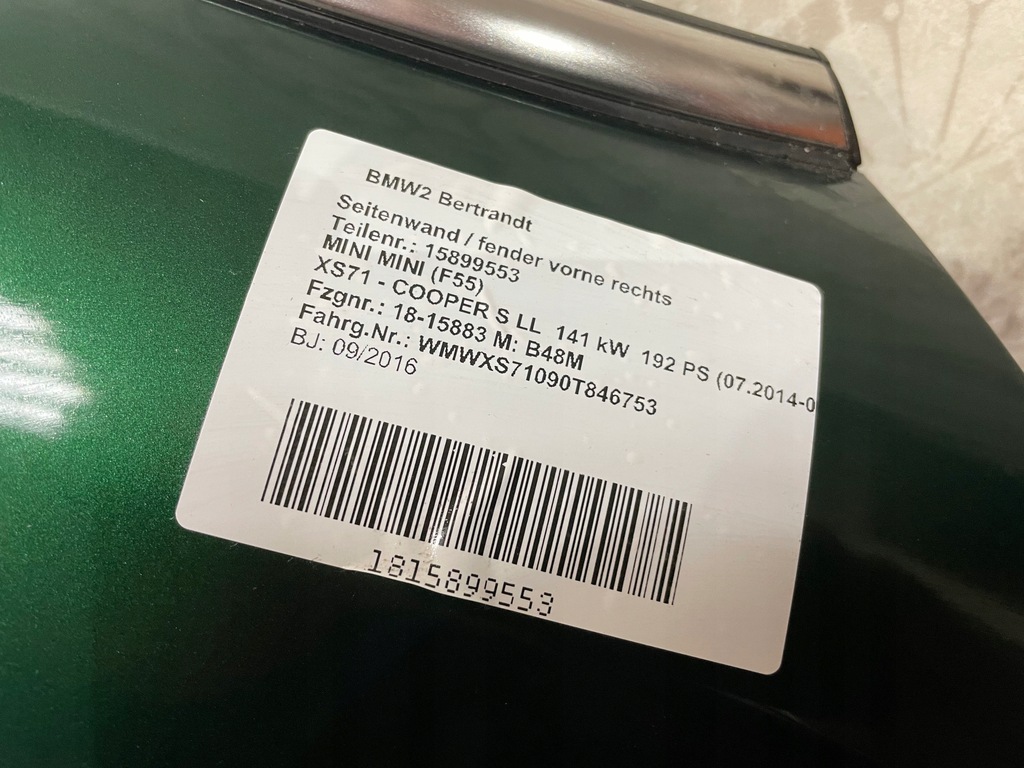 BMW2 Bertrandt
Seitenwand / fender vorne rechts
Teilenr.: 15899553
MINI MINI (F55)
XS71 - COOPER S LL 141 kW 192 PS (07.2014-0
Fzgnr.: 18-15883 M: B48M
Fahrg.Nr.: WMWXS71090T846753
BJ: 09/2016
1815899553